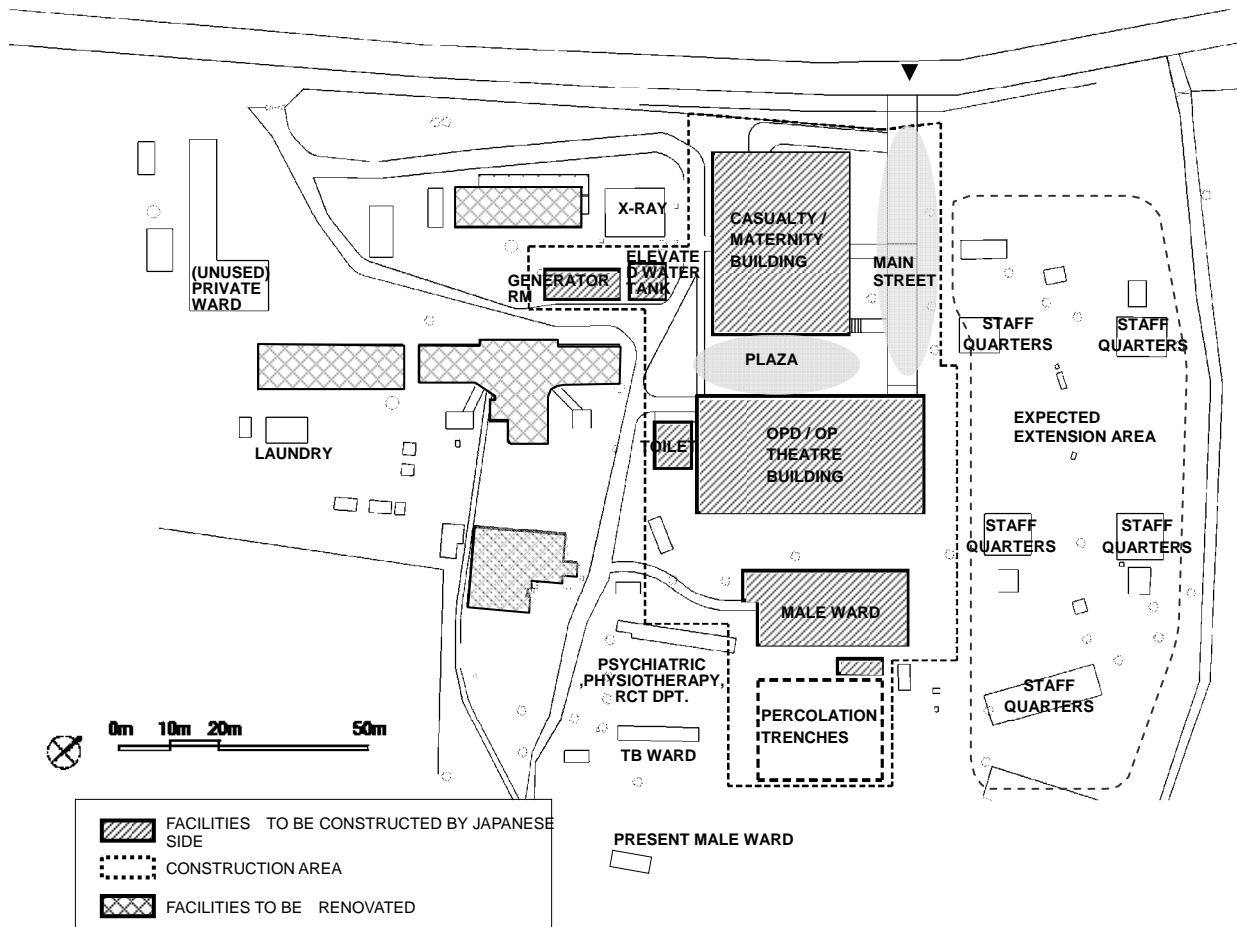 X-RAY
CASUALTY /
MATERNITY
BUILDING
ELEVATE
D WATER
TANK
GENERATOR
RM
(UNUSED)
PRIVATE
WARD
MAIN
STREET
STAFF
QUARTERS
STAFF
QUARTERS
PLAZA
LAUNDRY
TOILET
OPD / OP
THEATRE
BUILDING
EXPECTED
EXTENSION AREA
STAFF
QUARTERS
STAFF
QUARTERS
MALE WARD
PSYCHIATRIC
,PHYSIOTHERAPY,
RCT DPT.
STAFF
QUARTERS
PERCOLATION
TRENCHES
TB WARD
0m 10m 20m 50m
PRESENT MALE WARD
FACILITIES TO BE CONSTRUCTED BY JAPANESE
SIDE
CONSTRUCTION AREA
FACILITIES TO BE RENOVATED